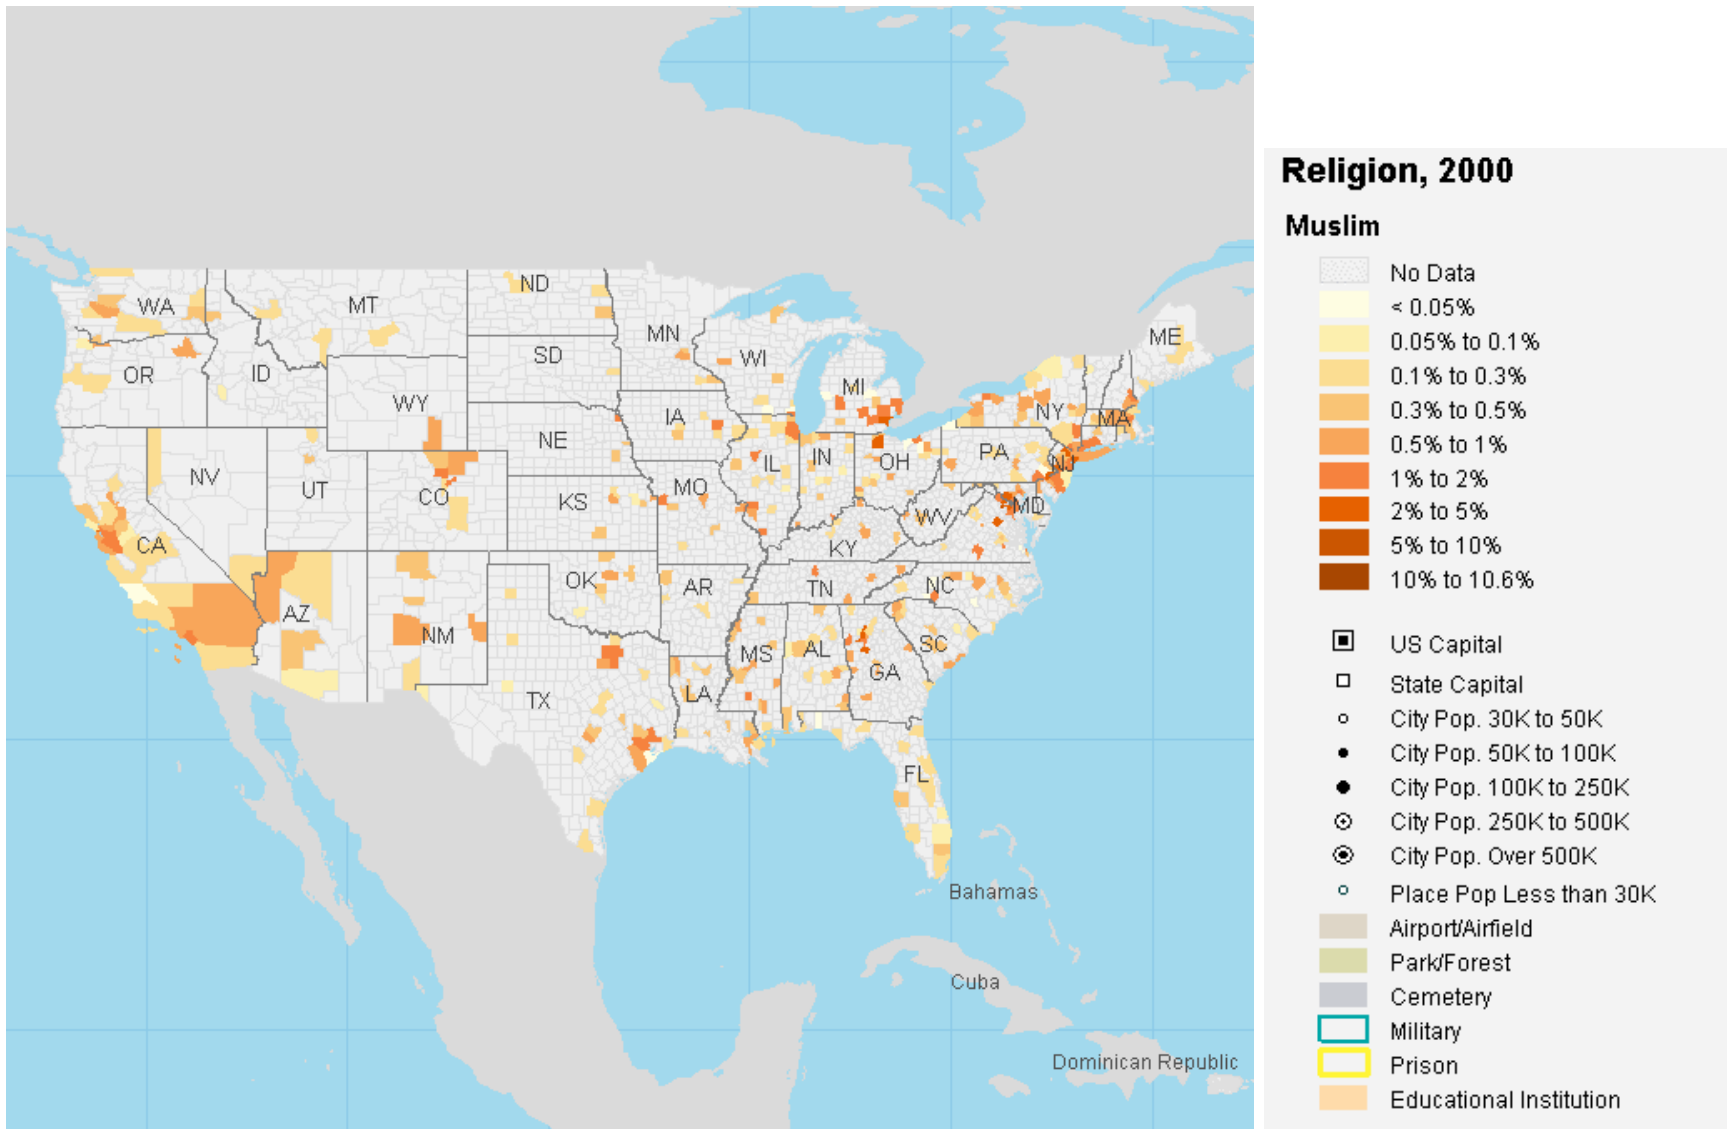 WA
MT
ND
MN
ME
OR
ID
SD
WI
MI
WY
NY
MA
IA
NE
PA
NV
UT
IL
IN
OH
NJ
CO
KS
MO
WV
MD
CA
KY
OK
AR
TN
NC
AZ
NM
MS
AL
SC
GA
TX
LA
FL
Bahamas
Cuba
Dominican Republic
Religion, 2000
Muslim
No Data
< 0.05%
0.05% to 0.1%
0.1% to 0.3%
0.3% to 0.5%
0.5% to 1%
1% to 2%
2% to 5%
5% to 10%
10% to 10.6%
US Capital
State Capital
City Pop. 30K to 50K
City Pop. 50K to 100K
City Pop. 100K to 250K
City Pop. 250K to 500K
City Pop. Over 500K
Place Pop Less than 30K
Airport/Airfield
Park/Forest
Cemetery
Military
Prison
Educational Institution